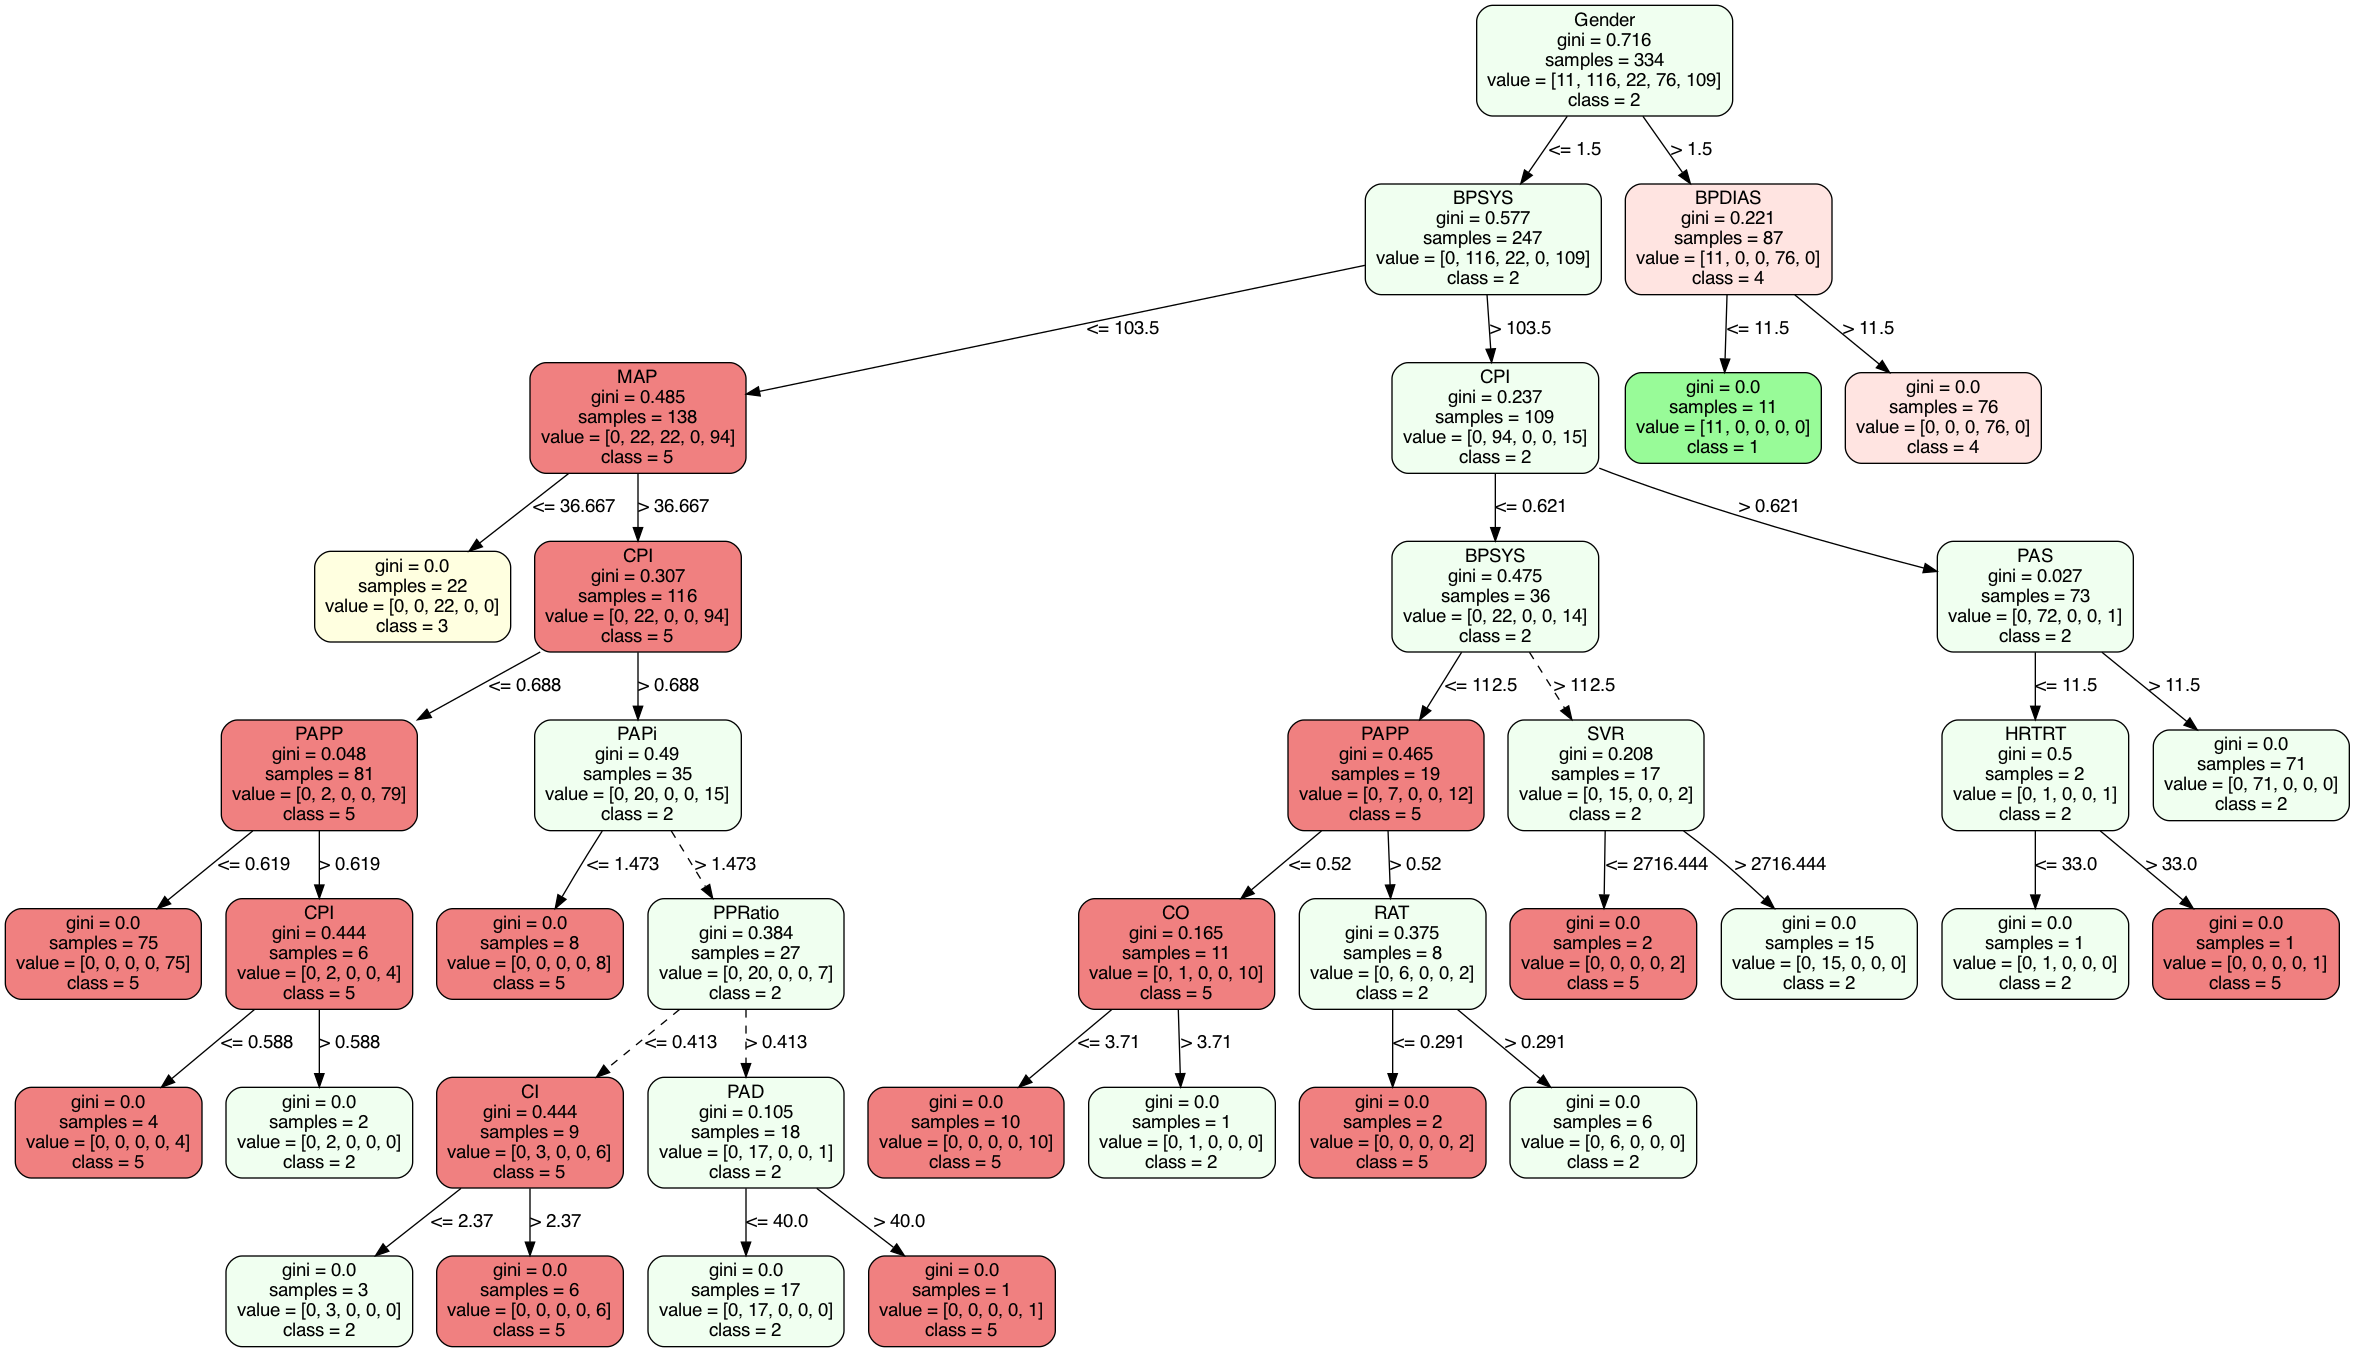 Gender
gini = 0.716
samples = 334
value = [11, 116, 22, 76, 109]
class = 2
<= 1.5
> 1.5
BPSYS
gini = 0.577
samples = 247
value = [0, 116, 22, 0, 109]
class = 2
BPDIAS
gini = 0.221
samples = 87
value = [11, 0, 0, 76, 0]
class = 4
<= 103.5
> 103.5
<= 11.5
> 11.5
MAP
gini = 0.485
samples = 138
value = [0, 22, 22, 0, 94]
class = 5
CPI
gini = 0.237
samples = 109
value = [0, 94, 0, 0, 15]
class = 2
gini = 0.0
samples = 11
value = [11, 0, 0, 0, 0]
class = 1
gini = 0.0
samples = 76
value = [0, 0, 0, 76, 0]
class = 4
<= 36.667
> 36.667
<= 0.621
> 0.621
gini = 0.0
samples = 22
value = [0, 0, 22, 0, 0]
class = 3
CPI
gini = 0.307
samples = 116
value = [0, 22, 0, 0, 94]
class = 5
BPSYS
gini = 0.475
samples = 36
value = [0, 22, 0, 0, 14]
class = 2
PAS
gini = 0.027
samples = 73
value = [0, 72, 0, 0, 1]
class = 2
<= 0.688
> 0.688
<= 112.5
> 112.5
<= 11.5
> 11.5
PAPP
gini = 0.048
samples = 81
value = [0, 2, 0, 0, 79]
class = 5
PAPi
gini = 0.49
samples = 35
value = [0, 20, 0, 0, 15]
class = 2
PAPP
gini = 0.465
samples = 19
value = [0, 7, 0, 0, 12]
class = 5
SVR
gini = 0.208
samples = 17
value = [0, 15, 0, 0, 2]
class = 2
HRTRT
gini = 0.5
samples = 2
value = [0, 1, 0, 0, 1]
class = 2
gini = 0.0
samples = 71
value = [0, 71, 0, 0, 0]
class = 2
<= 0.619
> 0.619
<= 1.473
> 1.473
<= 0.52
> 0.52
<= 2716.444
> 2716.444
<= 33.0
> 33.0
gini = 0.0
samples = 75
value = [0, 0, 0, 0, 75]
class = 5
CPI
gini = 0.444
samples = 6
value = [0, 2, 0, 0, 4]
class = 5
gini = 0.0
samples = 8
value = [0, 0, 0, 0, 8]
class = 5
PPRatio
gini = 0.384
samples = 27
value = [0, 20, 0, 0, 7]
class = 2
CO
gini = 0.165
samples = 11
value = [0, 1, 0, 0, 10]
class = 5
RAT
gini = 0.375
samples = 8
value = [0, 6, 0, 0, 2]
class = 2
gini = 0.0
samples = 2
value = [0, 0, 0, 0, 2]
class = 5
gini = 0.0
samples = 15
value = [0, 15, 0, 0, 0]
class = 2
gini = 0.0
samples = 1
value = [0, 1, 0, 0, 0]
class = 2
gini = 0.0
samples = 1
value = [0, 0, 0, 0, 1]
class = 5
<= 0.588
> 0.588
<= 0.413
> 0.413
<= 3.71
> 3.71
<= 0.291
> 0.291
gini = 0.0
samples = 4
value = [0, 0, 0, 0, 4]
class = 5
gini = 0.0
samples = 2
value = [0, 2, 0, 0, 0]
class = 2
CI
gini = 0.444
samples = 9
value = [0, 3, 0, 0, 6]
class = 5
PAD
gini = 0.105
samples = 18
value = [0, 17, 0, 0, 1]
class = 2
gini = 0.0
samples = 10
value = [0, 0, 0, 0, 10]
class = 5
gini = 0.0
samples = 1
value = [0, 1, 0, 0, 0]
class = 2
gini = 0.0
samples = 2
value = [0, 0, 0, 0, 2]
class = 5
gini = 0.0
samples = 6
value = [0, 6, 0, 0, 0]
class = 2
<= 2.37
> 2.37
<= 40.0
> 40.0
gini = 0.0
samples = 3
value = [0, 3, 0, 0, 0]
class = 2
gini = 0.0
samples = 6
value = [0, 0, 0, 0, 6]
class = 5
gini = 0.0
samples = 17
value = [0, 17, 0, 0, 0]
class = 2
gini = 0.0
samples = 1
value = [0, 0, 0, 0, 1]
class = 5